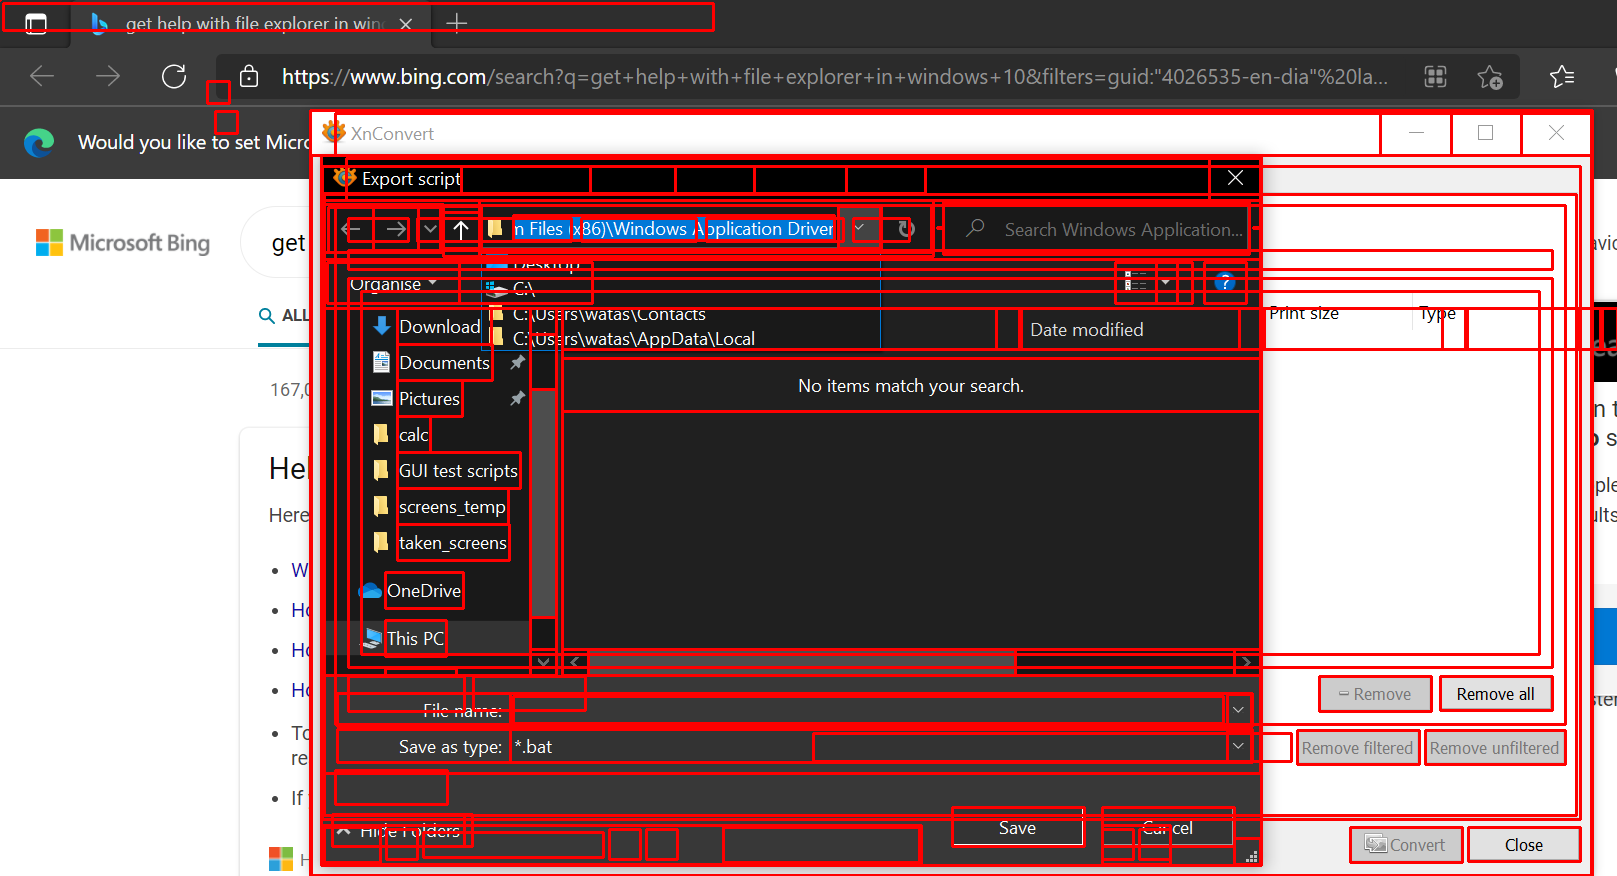 get help with file explorer in win
https://www.bing.com/search?q=get+help+with+file+explorer+in+windows+10&filters=guid:"4026535-en-dia"%20la...
Would you like to set Micro
XnConvert
Export script
Microsoft Bing
get
m Files (x86)\Windows Application Driver
Search Windows Application...
Desktop
Organise
C:\
ALL
C:\Users\watas\Contacts
Download
C:\Users\watas\AppData\Local
Date modified
Print size
Type
Documents
No items match your search.
Pictures
calc
GUI test scripts
screens_temp
taken_screens
OneDrive
This PC
167,0
Hel
Here
W
Ho
Ho
Ho
To
re
If
File name:
Remove
Remove all
Save as type:
*.bat
Remove filtered
Remove unfiltered
Hide Folders
Save
Cancel
Convert
Close